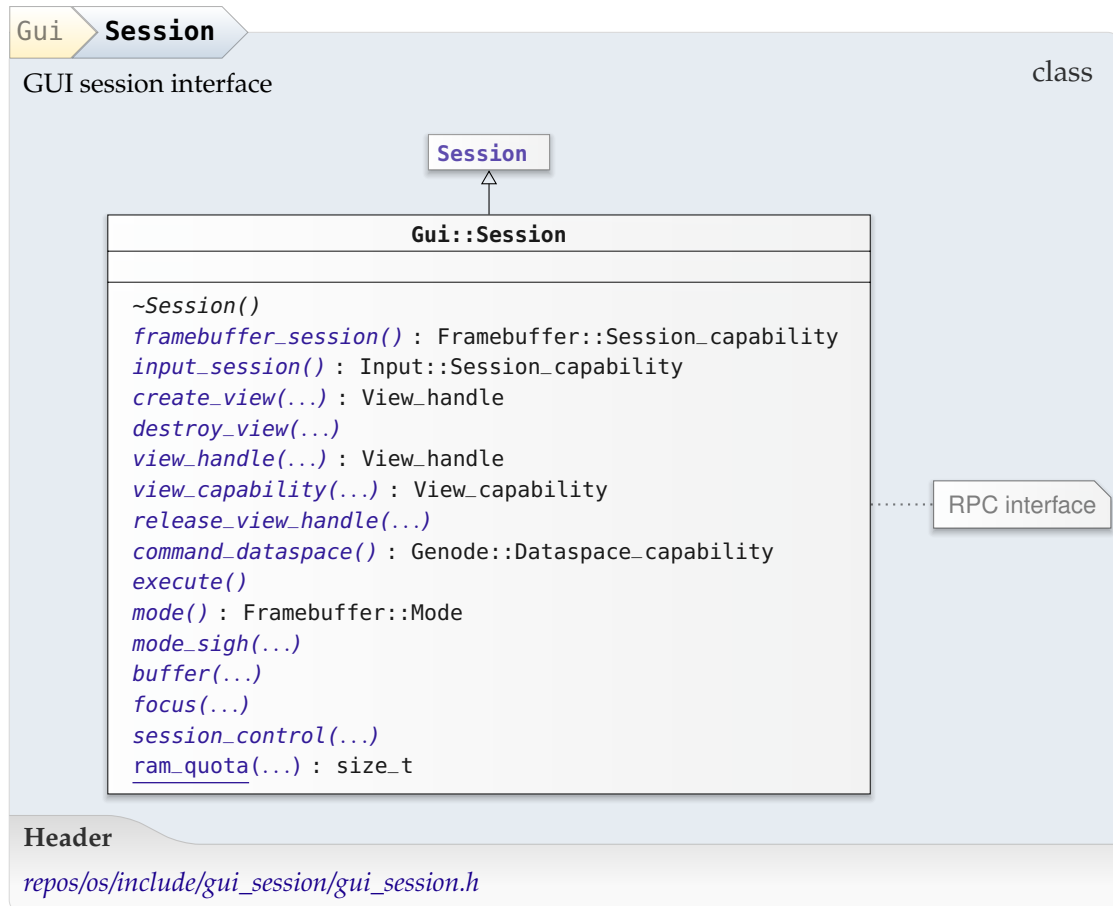 Gui Session
GUI session interface
class
Session
Gui::Session
~Session()
framebuffer_session() : Framebuffer::Session_capability
input_session() : Input::Session_capability
create_view(...) : View_handle
destroy_view(...)
view_handle(...) : View_handle
view_capability(...) : View_capability
release_view_handle(...)
command_dataspace() : Genode::Dataspace_capability
execute()
mode() : Framebuffer::Mode
mode_sigh(...)
buffer(...)
focus(...)
session_control(...)
ram_quota(...) : size_t
RPC interface
Header
repos/os/include/gui_session/gui_session.h